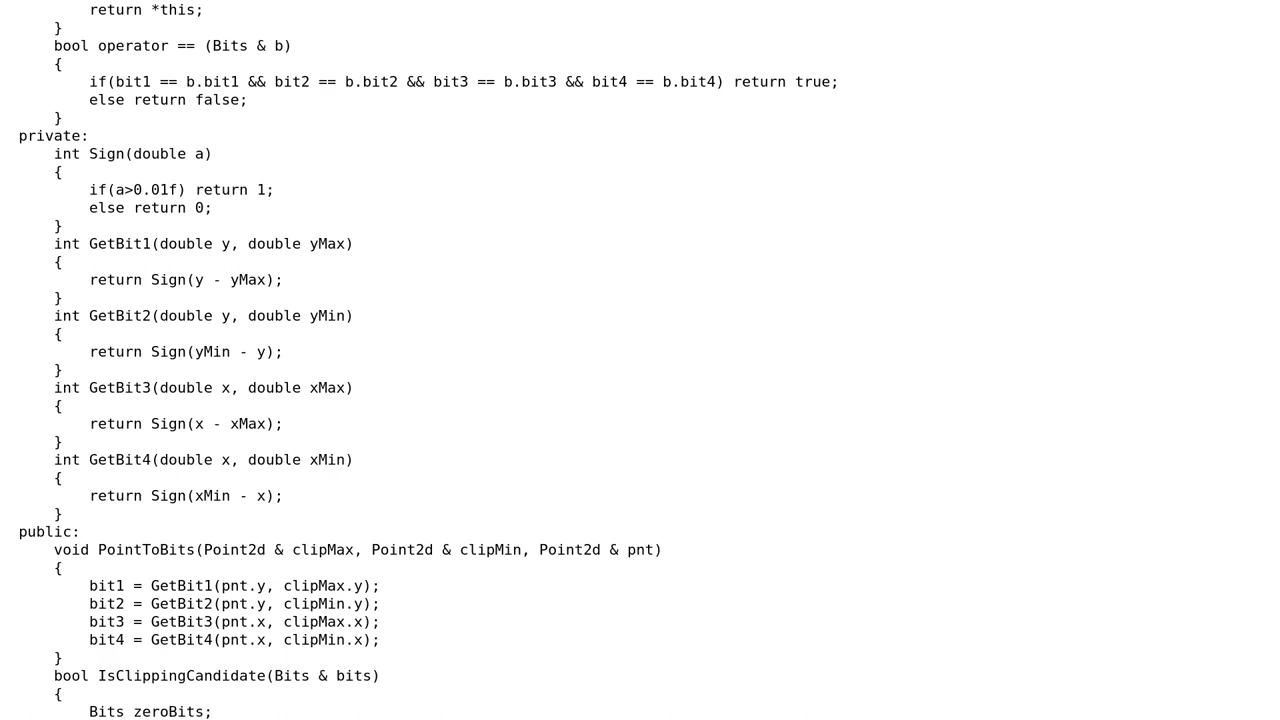 return *this;
    }
    bool operator == (Bits & b)
    {
        if(bit1 == b.bit1 && bit2 == b.bit2 && bit3 == b.bit3 && bit4 == b.bit4) return true;
        else return false;
    }
private:
    int Sign(double a)
    {
        if(a>0.01f) return 1;
        else return 0;
    }
    int GetBit1(double y, double yMax)
    {
        return Sign(y - yMax);
    }
    int GetBit2(double y, double yMin)
    {
        return Sign(yMin - y);
    }
    int GetBit3(double x, double xMax)
    {
        return Sign(x - xMax);
    }
    int GetBit4(double x, double xMin)
    {
        return Sign(xMin - x);
    }
public:
    void PointToBits(Point2d & clipMax, Point2d & clipMin, Point2d & pnt)
    {
        bit1 = GetBit1(pnt.y, clipMax.y);
        bit2 = GetBit2(pnt.y, clipMin.y);
        bit3 = GetBit3(pnt.x, clipMax.x);
        bit4 = GetBit4(pnt.x, clipMin.x);
    }
    bool IsClippingCandidate(Bits & bits)
    {
        Bits zeroBits;